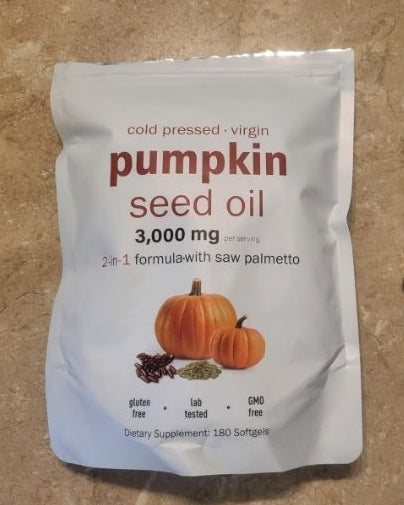 cold pressed · virgin
pumpkin
seed oil
3,000 mg per serving
2-in-1 formula-with saw palmetto
gluten free · lab tested · GMO free
Dietary Supplement: 180 Softgels